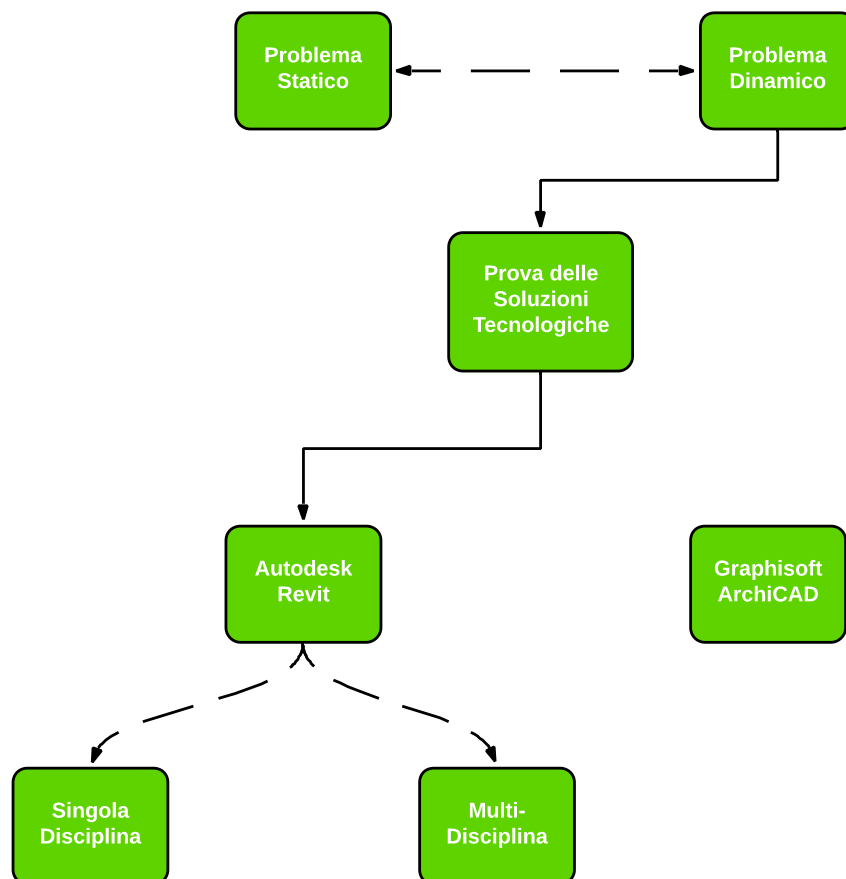 Problema
Statico
Problema
Dinamico
Prova delle
Soluzioni
Tecnologiche
Autodesk
Revit
Graphisoft
ArchiCAD
Singola
Disciplina
Multi-
Disciplina